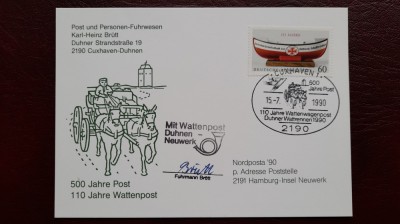 Post und Personen-Fuhrwesen
Karl-Heinz Brütt
Duhner Strandstraße 19
2190 Cuxhaven-Duhnen
60
CUXHAVEN 1
500
Jahre Post
15.-7. 1990
110 Jahre Wattenwagenpost
Duhner Wattrennen 1990
2190
Mit Wattenpost
Duhnen -
Neuwerk
Brütt
Fuhrmann Brütt
Nordposta '90
p. Adresse Poststelle
2191 Hamburg-Insel Neuwerk
500 Jahre Post
110 Jahre Wattenpost